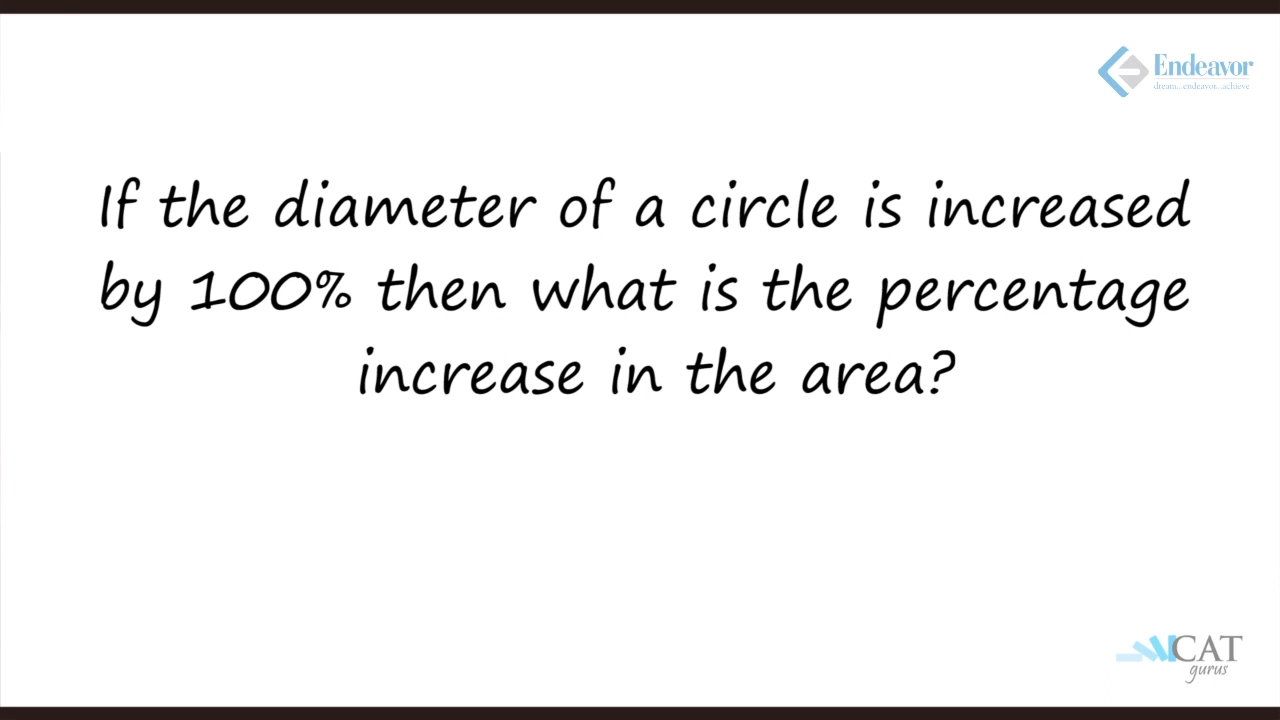 Endeavor
dream...endeavor...achieve
If the diameter of a circle is increased
by 100% then what is the percentage
increase in the area?
CAT
gurus